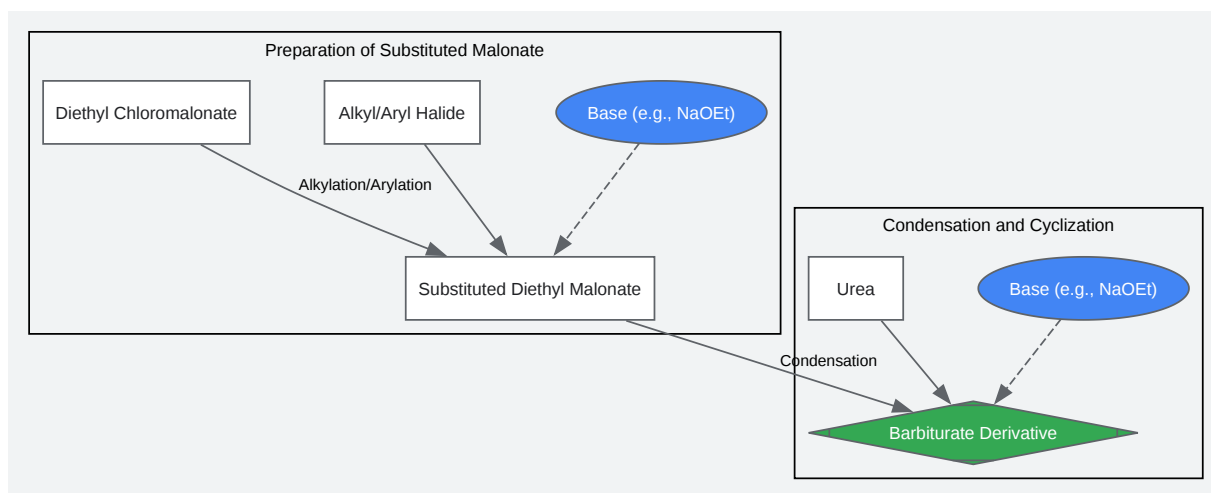 Preparation of Substituted Malonate
Diethyl Chloromalonate
Alkyl/Aryl Halide
Base (e.g., NaOEt)
Alkylation/Arylation
Substituted Diethyl Malonate
Condensation and Cyclization
Urea
Base (e.g., NaOEt)
Condensation
Barbiturate Derivative